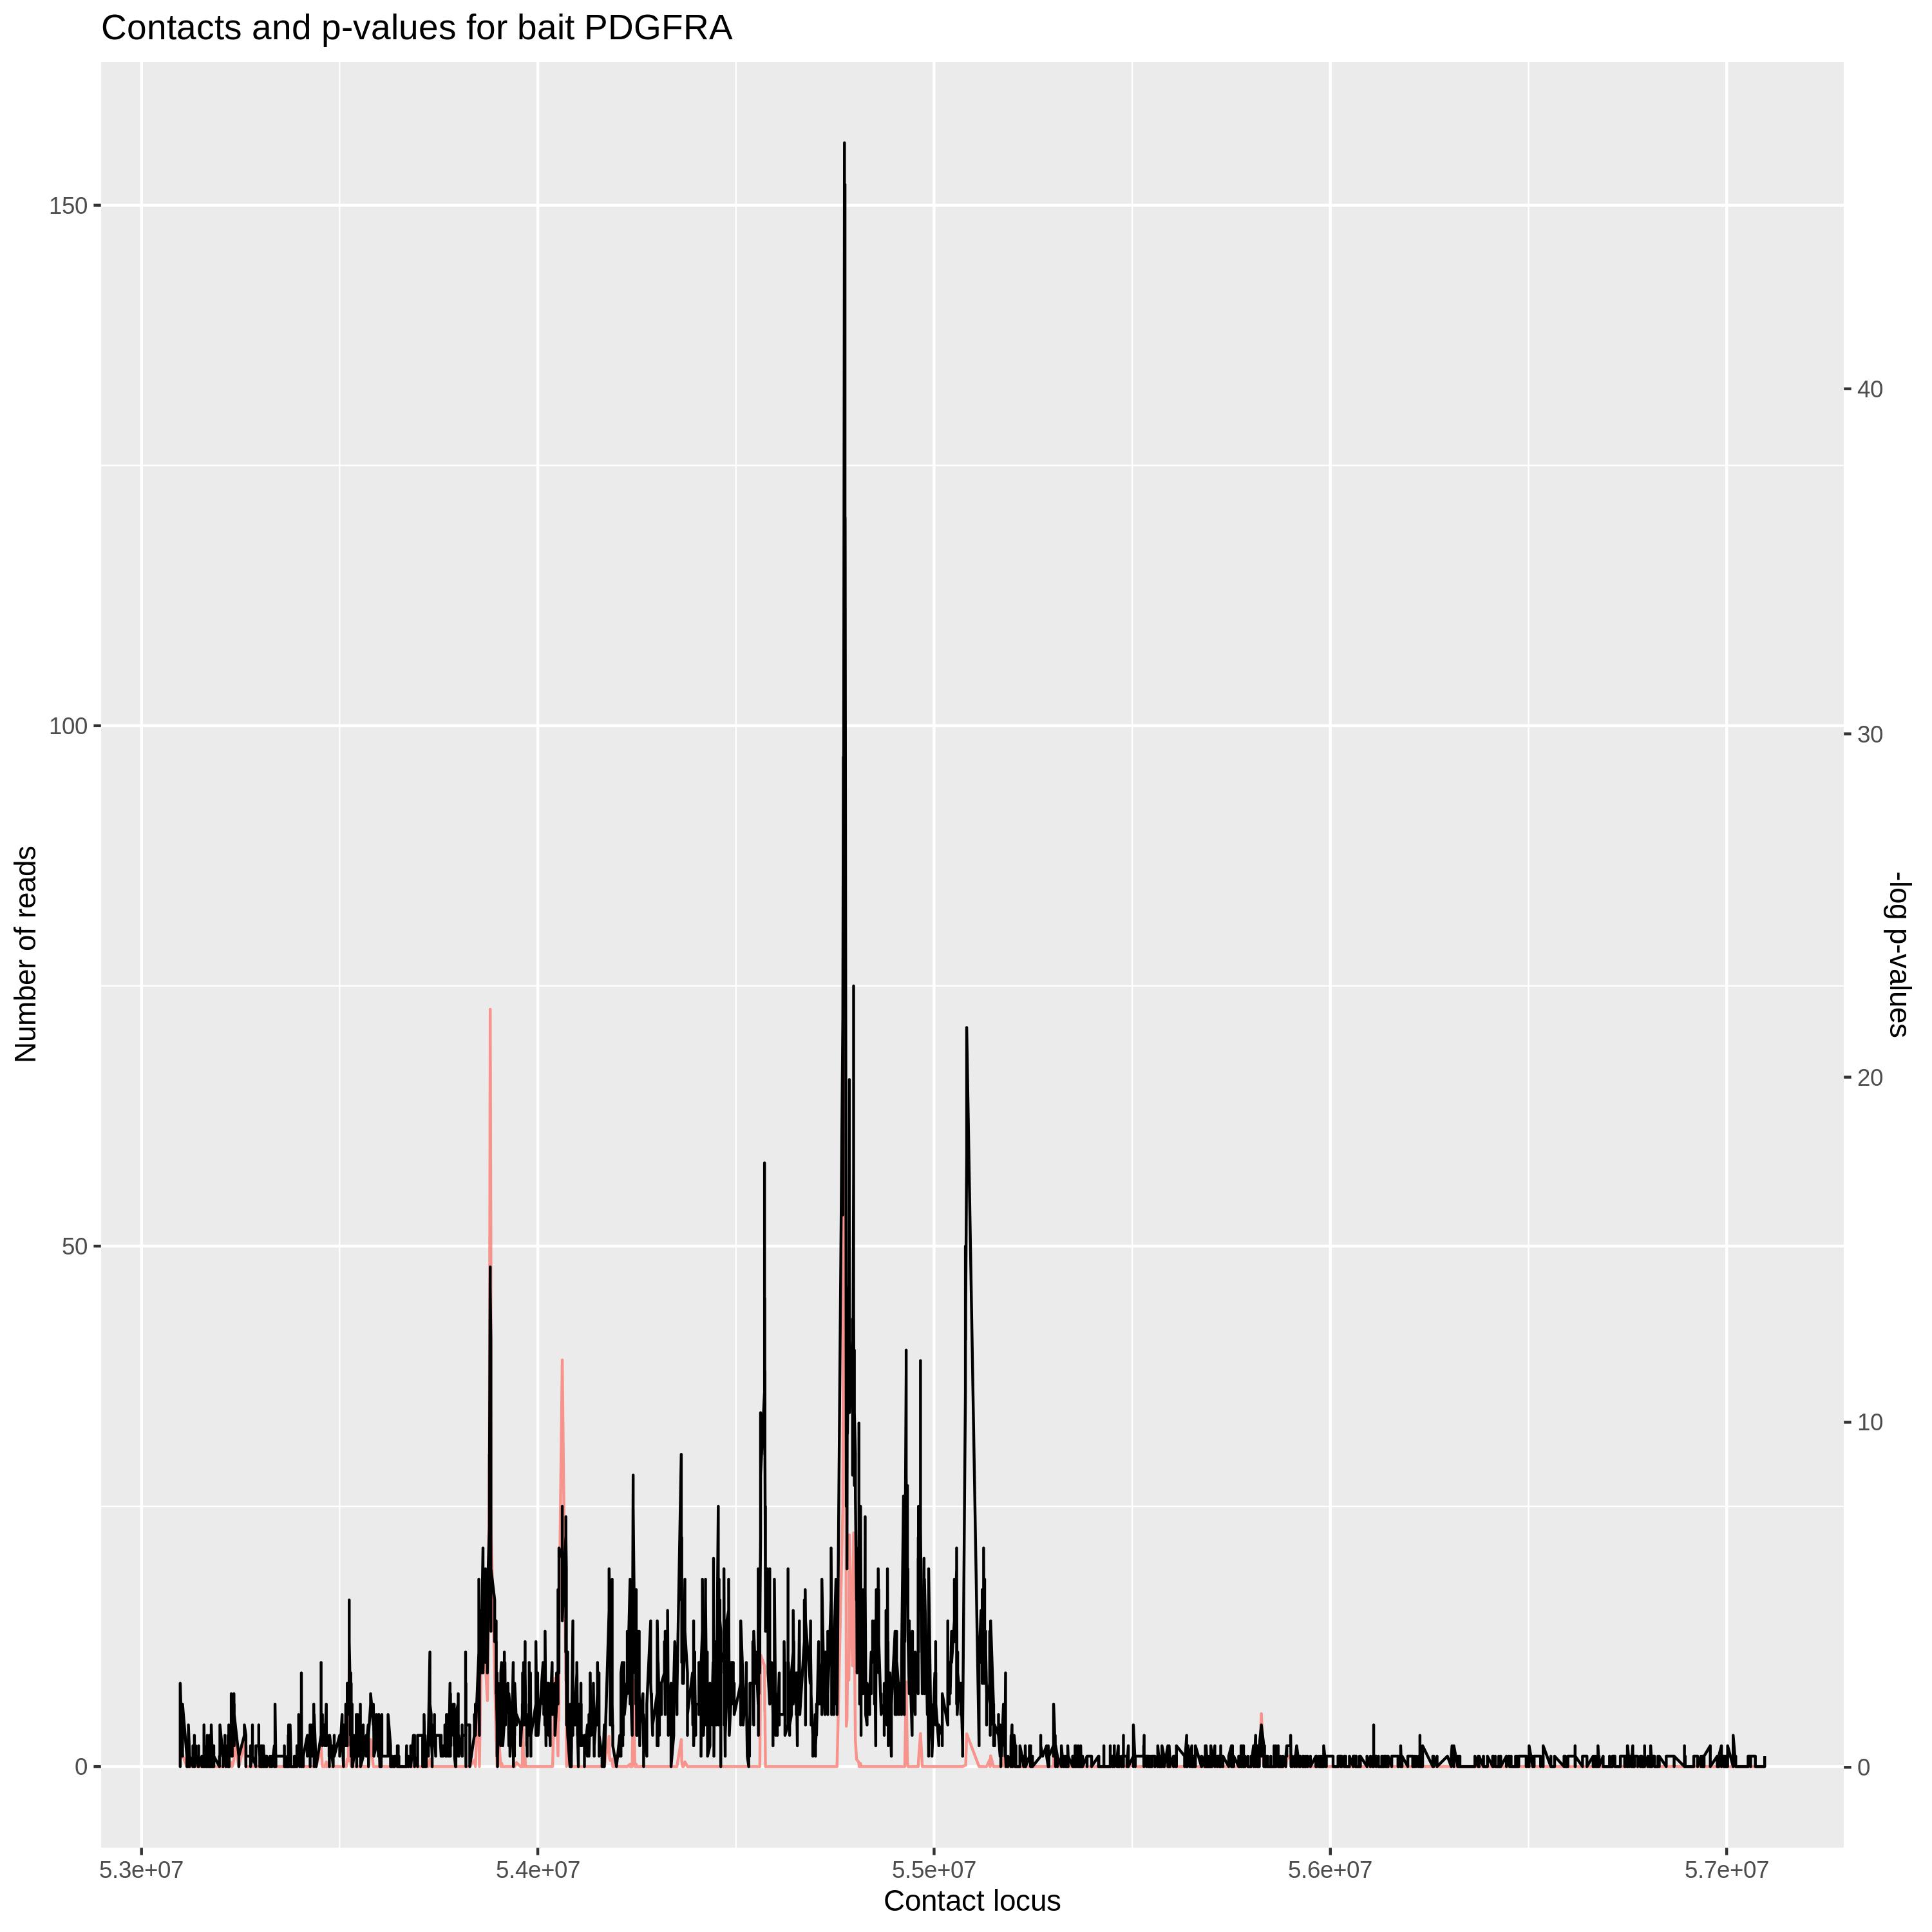 Contacts and p-values for bait PDGFRA
150
100
50
0
Number of reads
40
30
20
10
0
-log p-values
5.3e+07 5.4e+07 5.5e+07 5.6e+07 5.7e+07
Contact locus